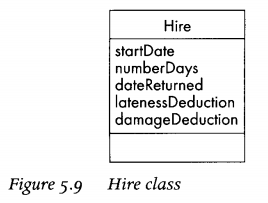 Hire
startDate
numberDays
dateReturned
latenessDeduction
damageDeduction
Figure 5.9 Hire class